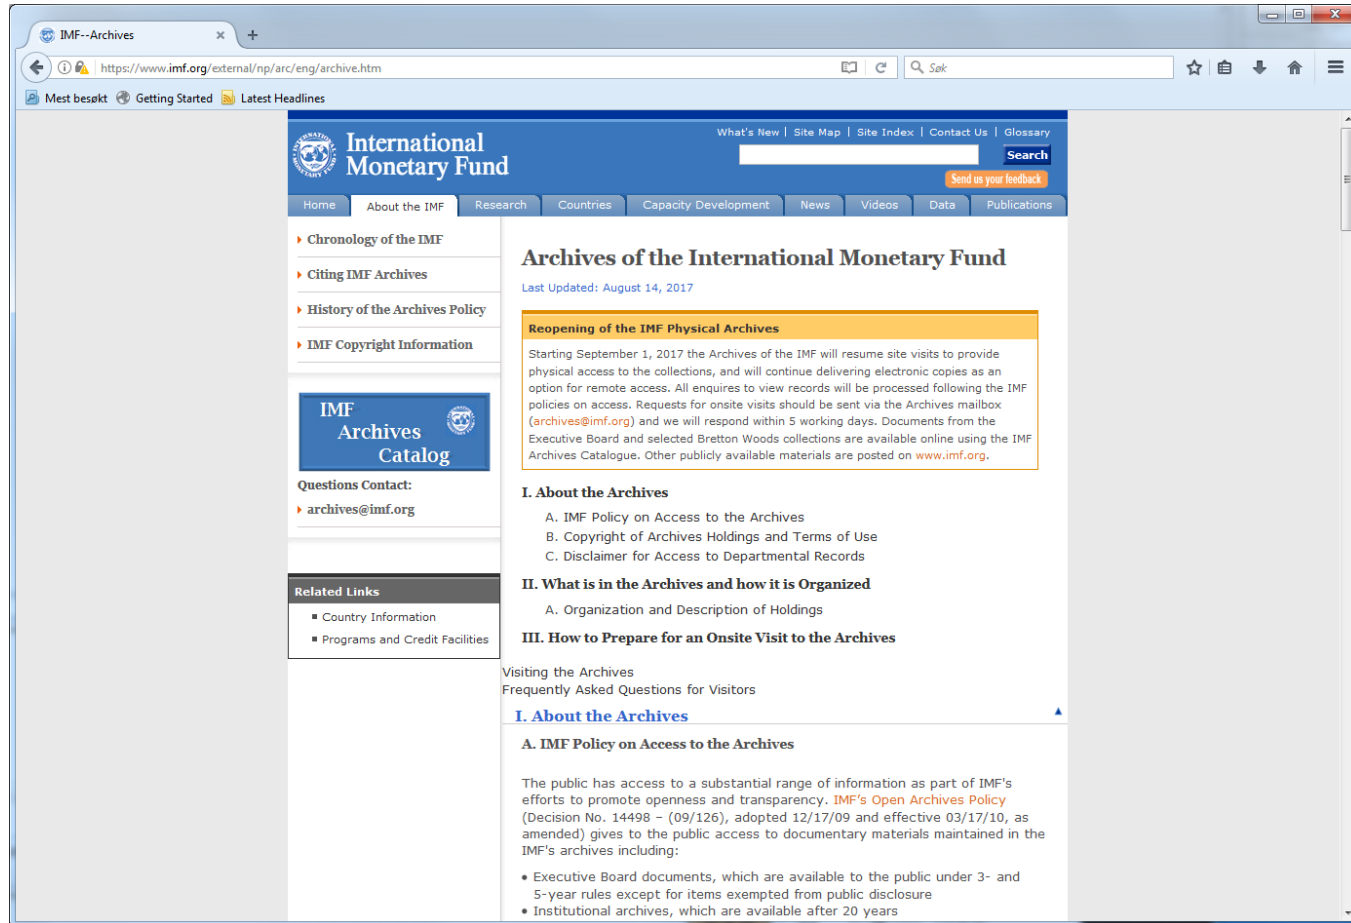 IMF--Archives
https://www.imf.org/external/np/arc/eng/archive.htm
Søk
Mest besøkt Getting Started Latest Headlines
International
Monetary Fund
What's New | Site Map | Site Index | Contact Us | Glossary
Search
Send us your feedback
Home About the IMF Research Countries Capacity Development News Videos Data Publications
Chronology of the IMF
Citing IMF Archives
History of the Archives Policy
IMF Copyright Information
IMF
Archives
Catalog
Questions Contact:
archives@imf.org
Related Links
Country Information
Programs and Credit Facilities
Archives of the International Monetary Fund
Last Updated: August 14, 2017
Reopening of the IMF Physical Archives
Starting September 1, 2017 the Archives of the IMF will resume site visits to provide
physical access to the collections, and will continue delivering electronic copies as an
option for remote access. All enquires to view records will be processed following the IMF
policies on access. Requests for onsite visits should be sent via the Archives mailbox
(archives@imf.org) and we will respond within 5 working days. Documents from the
Executive Board and selected Bretton Woods collections are available online using the IMF
Archives Catalogue. Other publicly available materials are posted on www.imf.org.
I. About the Archives
A. IMF Policy on Access to the Archives
B. Copyright of Archives Holdings and Terms of Use
C. Disclaimer for Access to Departmental Records
II. What is in the Archives and how it is Organized
A. Organization and Description of Holdings
III. How to Prepare for an Onsite Visit to the Archives
Visiting the Archives
Frequently Asked Questions for Visitors
I. About the Archives
A. IMF Policy on Access to the Archives
The public has access to a substantial range of information as part of IMF's
efforts to promote openness and transparency. IMF's Open Archives Policy
(Decision No. 14498 – (09/126), adopted 12/17/09 and effective 03/17/10, as
amended) gives to the public access to documentary materials maintained in the
IMF's archives including:
• Executive Board documents, which are available to the public under 3- and
5-year rules except for items exempted from public disclosure
• Institutional archives, which are available after 20 years